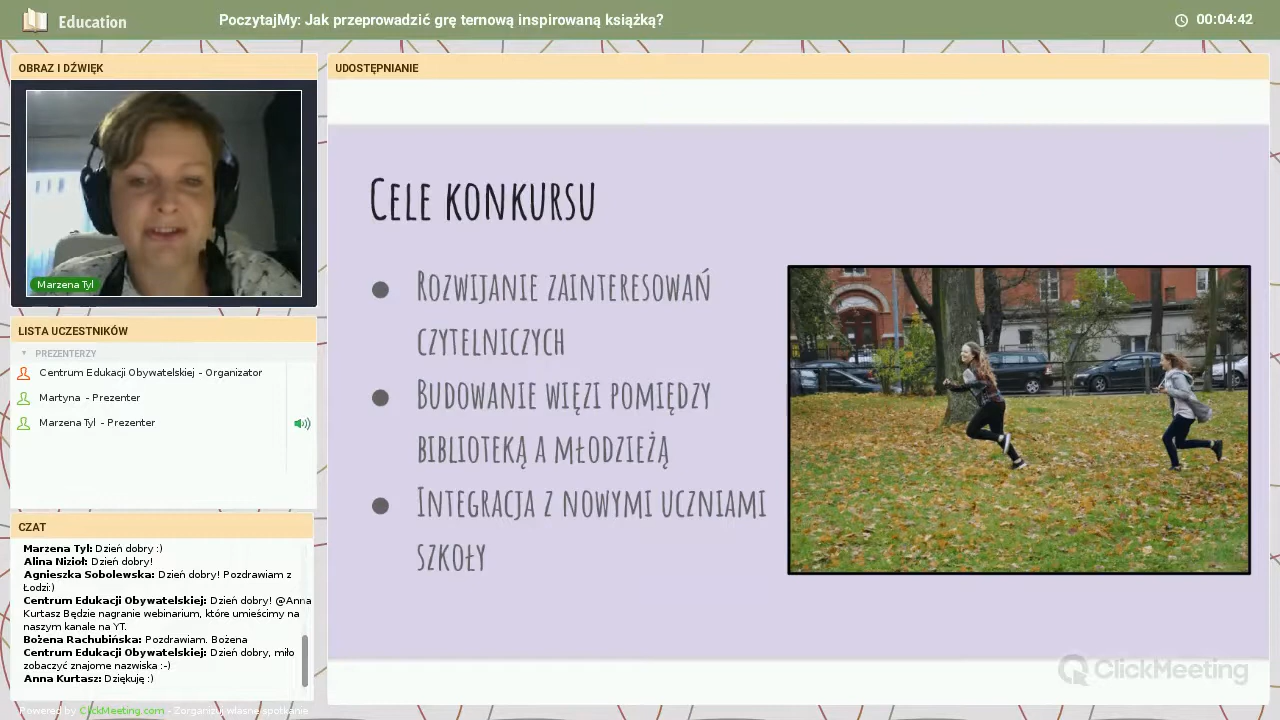 Education
PoczytajMy: Jak przeprowadzić grę ternową inspirowaną książką?
00:04:42
OBRAZ I DŹWIĘK
Marzena Tyl
LISTA UCZESTNIKÓW
PREZENTERZY
Centrum Edukacji Obywatelskiej - Organizator
Martyna - Prezenter
Marzena Tyl - Prezenter
CZAT
Marzena Tyl: Dzień dobry :)
Alina Nizioł: Dzień dobry!
Agnieszka Sobolewska: Dzień dobry! Pozdrawiam z
Łodzi:)
Centrum Edukacji Obywatelskiej: Dzień dobry! @Anna
Kurtasz Będzie nagranie webinarium, które umieścimy na
naszym kanale na YT.
Bożena Rachubińska: Pozdrawiam. Bożena
Centrum Edukacji Obywatelskiej: Dzień dobry, miło
zobaczyć znajome nazwiska :-)
Anna Kurtasz: Dziękuję :)
Powered by ClickMeeting.com - Zorganizuj własne spotkanie
UDOSTĘPNIANIE
CELE KONKURSU
● ROZWIJANIE ZAINTERESOWAŃ
CZYTELNICZYCH
● BUDOWANIE WIĘZI POMIĘDZY
BIBLIOTEKĄ A MŁODZIEŻĄ
● INTEGRACJA Z NOWYMI UCZNIAMI
SZKOŁY
ClickMeeting